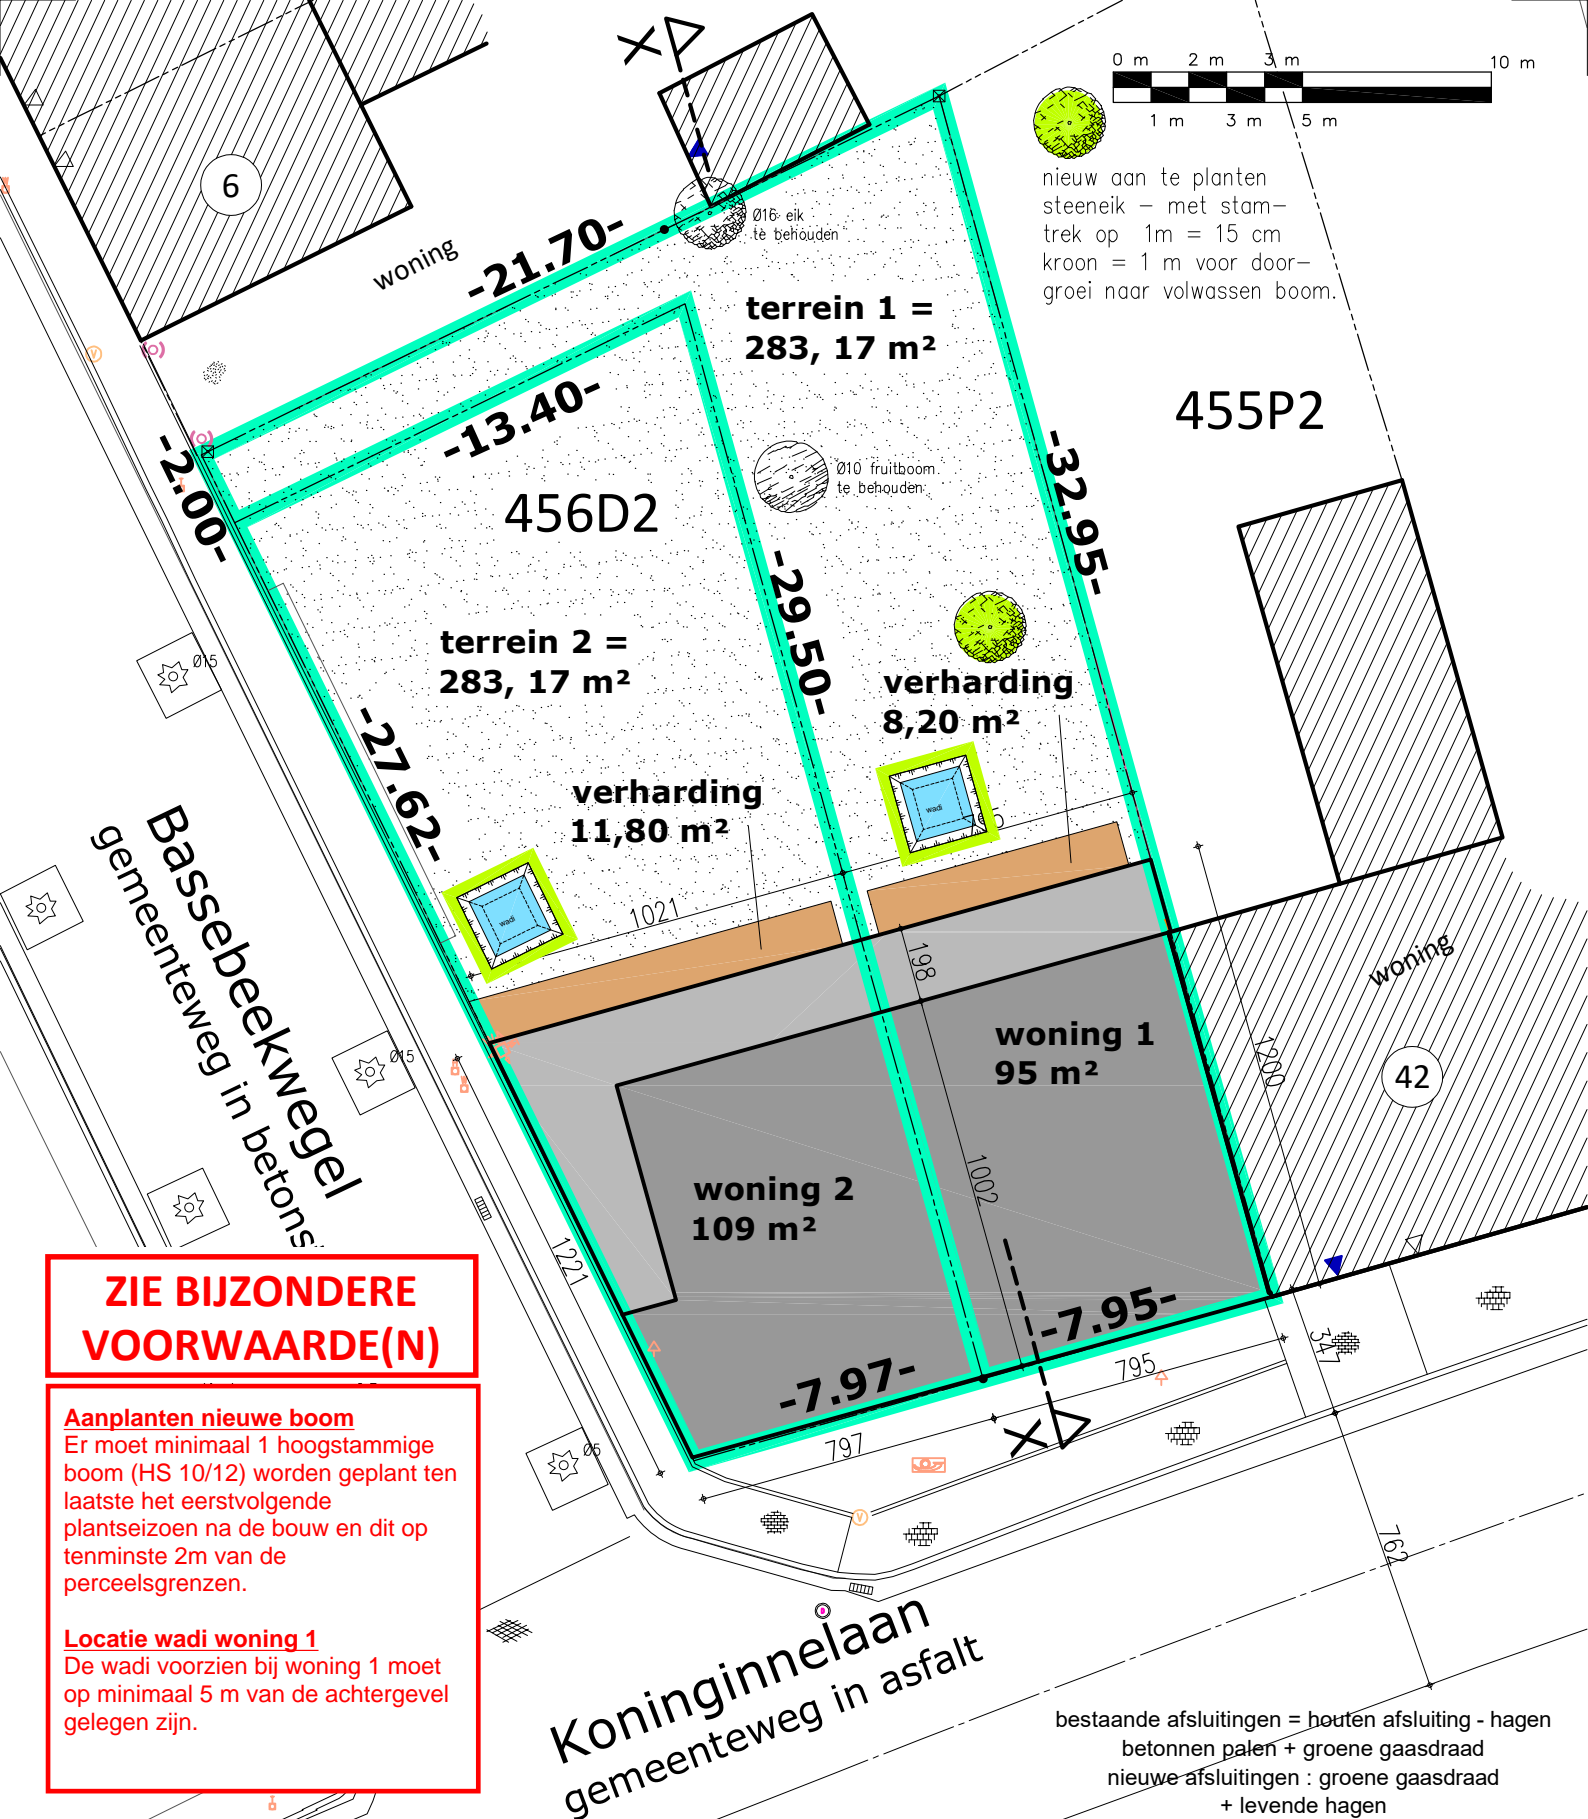 0 m 2 m 3 m 10 m
1 m 3 m 5 m
nieuw aan te planten
steeneik – met stam–
trek op 1m = 15 cm
kroon = 1 m voor door–
groei naar volwassen boom.
X
6
woning
-21.70-
Ø16 eik
te behouden
terrein 1 =
283, 17 m²
-13.40-
455P2
-2.00-
456D2
Ø10 fruitboom
te behouden
-32.95-
-29.50-
terrein 2 =
283, 17 m²
Ø15
verharding
8,20 m²
-27.62-
verharding
11,80 m²
wadi
wadi
1021
198
woning
woning 1
95 m²
1200
42
Bassebeekwegel
gemeenteweg in betons
Ø15
1002
woning 2
109 m²
1221
-7.95-
-7.97-
795
347
797
X
Ø5
762
ZIE BIJZONDERE
VOORWAARDE(N)
Aanplanten nieuwe boom
Er moet minimaal 1 hoogstammige
boom (HS 10/12) worden geplant ten
laatste het eerstvolgende
plantseizoen na de bouw en dit op
tenminste 2m van de
perceelsgrenzen.
Locatie wadi woning 1
De wadi voorzien bij woning 1 moet
op minimaal 5 m van de achtergevel
gelegen zijn.
Koninginnelaan
gemeenteweg in asfalt
bestaande afsluitingen = houten afsluiting - hagen
betonnen palen + groene gaasdraad
nieuwe afsluitingen : groene gaasdraad
+ levende hagen